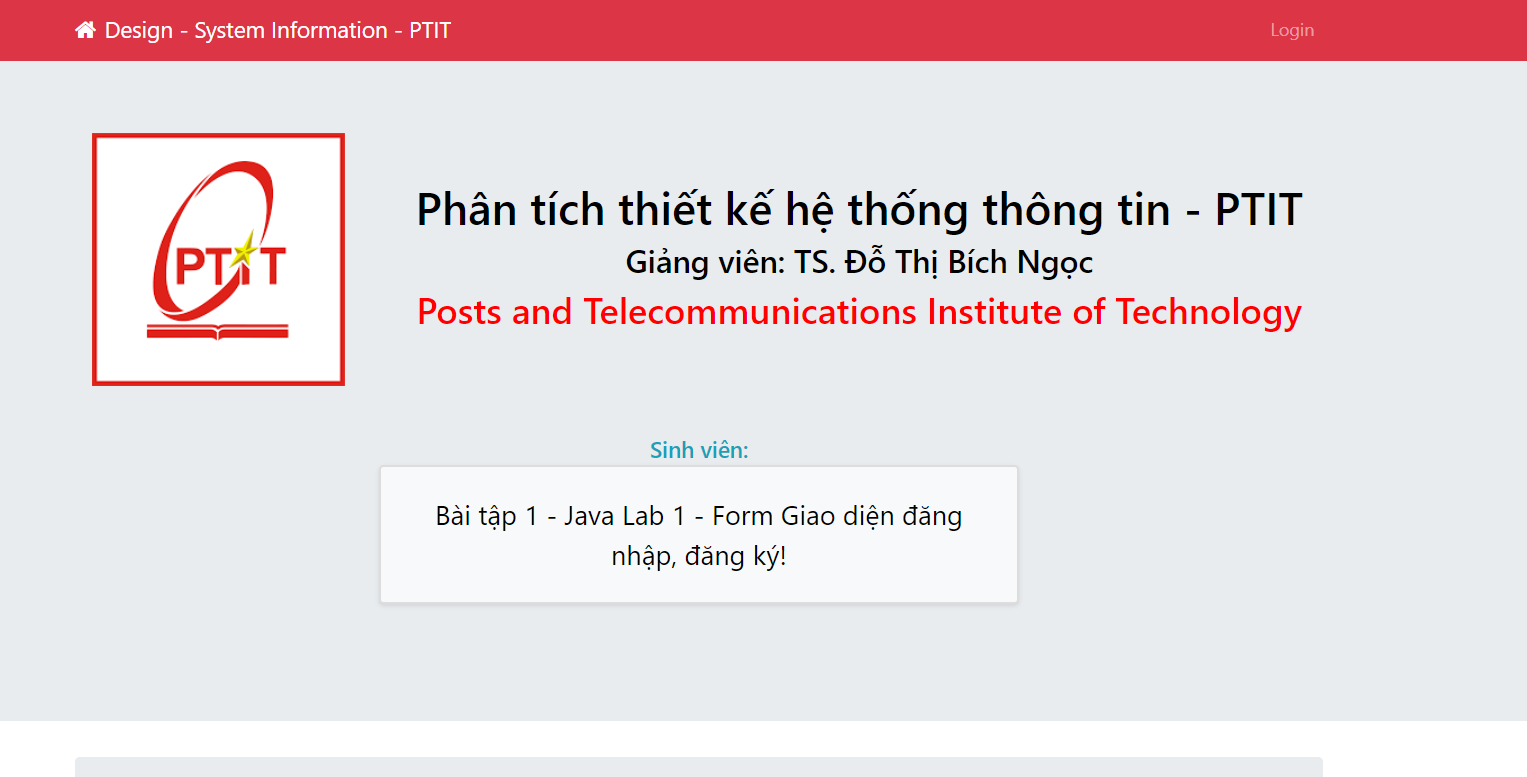 Design - System Information - PTIT
Login
PTIT
Phân tích thiết kế hệ thống thông tin - PTIT
Giảng viên: TS. Đỗ Thị Bích Ngọc
Posts and Telecommunications Institute of Technology
Sinh viên:
Bài tập 1 - Java Lab 1 - Form Giao diện đăng
nhập, đăng ký!